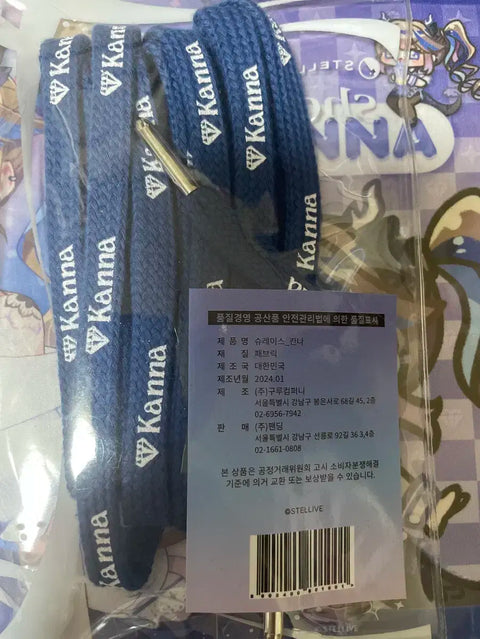 Kanna
Kanna
Kanna
Kanna
Kanna
Kanna
Kanna
Kanna
Kanna
Kanna
STELLI
품질경영 공산품 안전관리법에 의한 품질표시
제 품 명 슈레이스_칸나
재 질 패브릭
제 조 국 대한민국
제조년월 2024.01
제 조 (주)구루컴퍼니
서울특별시 강남구 봉은사로 68길 45, 2층
02-6956-7942
판 매 (주)팬딩
서울특별시 강남구 선릉로 92길 36 3,4층
02-1661-0808
본 상품은 공정거래위원회 고시 소비자분쟁해결
기준에 의거 교환 또는 보상받을 수 있습니다.
©STELLIVE